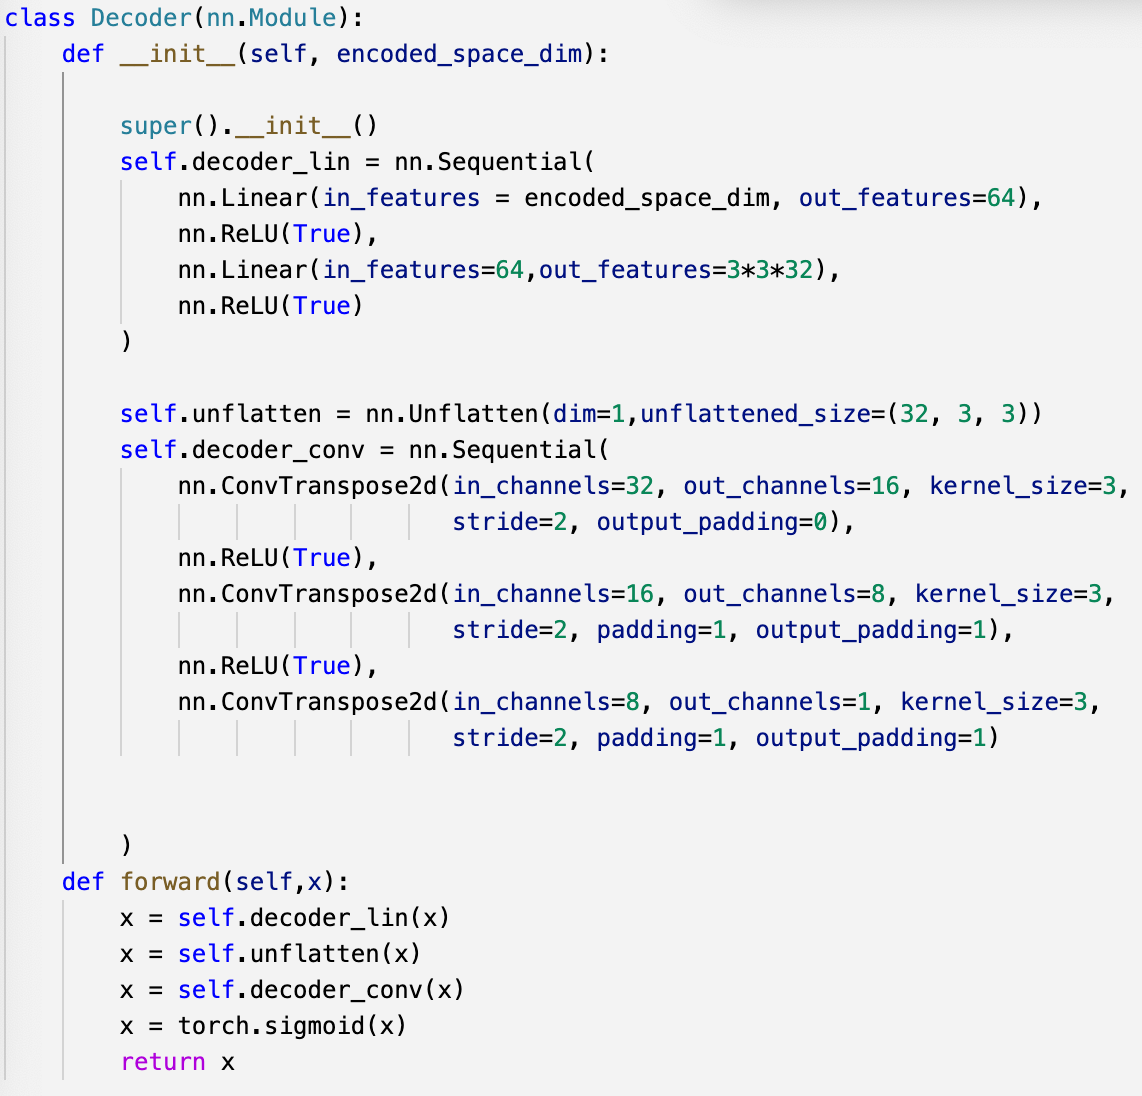 class Decoder(nn.Module):
    def __init__(self, encoded_space_dim):

        super().__init__()
        self.decoder_lin = nn.Sequential(
            nn.Linear(in_features = encoded_space_dim, out_features=64),
            nn.ReLU(True),
            nn.Linear(in_features=64,out_features=3*3*32),
            nn.ReLU(True)
        )

        self.unflatten = nn.Unflatten(dim=1,unflattened_size=(32, 3, 3))
        self.decoder_conv = nn.Sequential(
            nn.ConvTranspose2d(in_channels=32, out_channels=16, kernel_size=3,
                               stride=2, output_padding=0),
            nn.ReLU(True),
            nn.ConvTranspose2d(in_channels=16, out_channels=8, kernel_size=3,
                               stride=2, padding=1, output_padding=1),
            nn.ReLU(True),
            nn.ConvTranspose2d(in_channels=8, out_channels=1, kernel_size=3,
                               stride=2, padding=1, output_padding=1)


        )
    def forward(self,x):
        x = self.decoder_lin(x)
        x = self.unflatten(x)
        x = self.decoder_conv(x)
        x = torch.sigmoid(x)
        return x